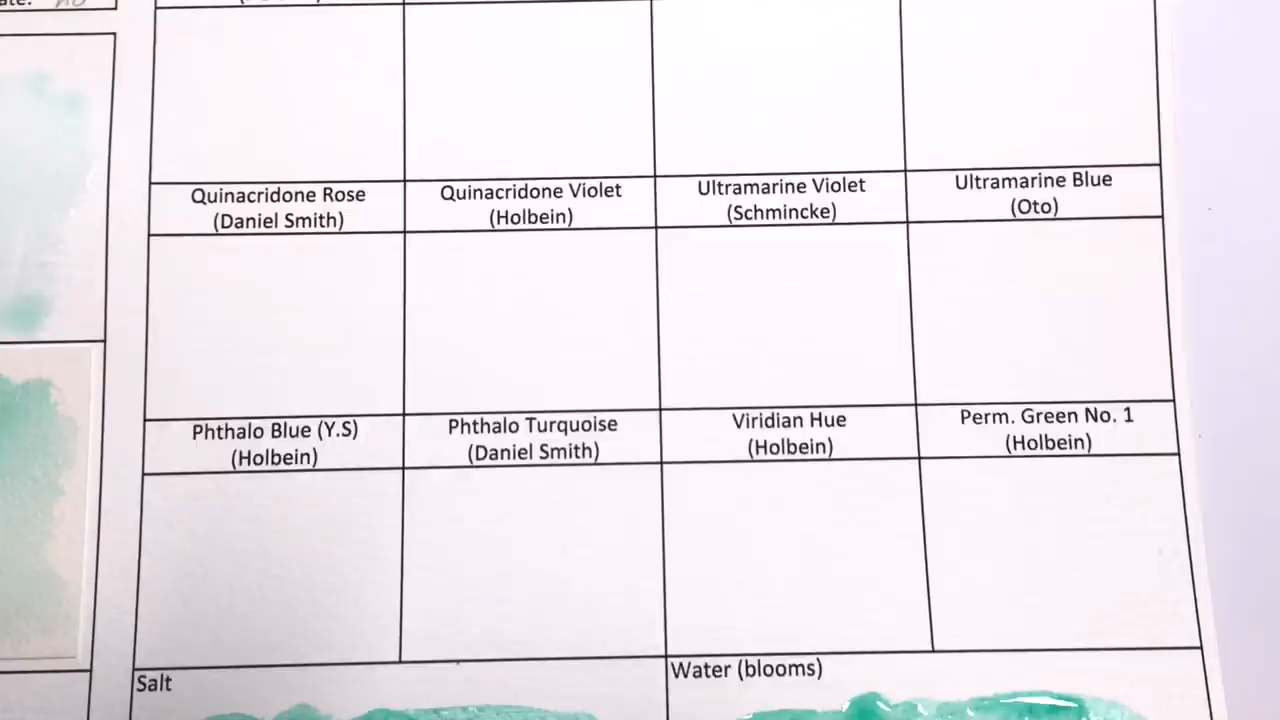 Quinacridone Rose
(Daniel Smith)
Quinacridone Violet
(Holbein)
Ultramarine Violet
(Schmincke)
Ultramarine Blue
(Oto)
Phthalo Blue (Y.S)
(Holbein)
Phthalo Turquoise
(Daniel Smith)
Viridian Hue
(Holbein)
Perm. Green No. 1
(Holbein)
Salt
Water (blooms)